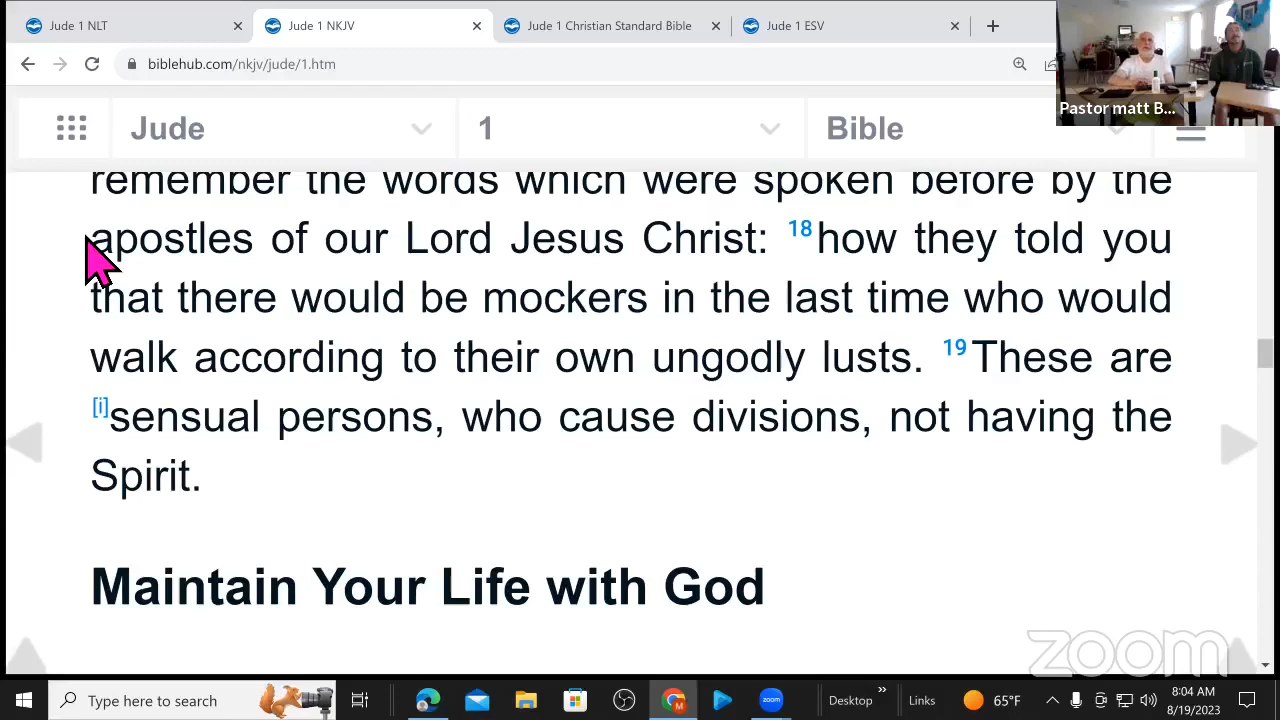 Jude 1 NLT
Jude 1 NKJV
Jude 1 Christian Standard Bible
Jude 1 ESV
biblehub.com/nkjv/jude/1.htm
Pastor matt B...
Jude
1
Bible
remember the words which were spoken before by the
apostles of our Lord Jesus Christ: 18how they told you
that there would be mockers in the last time who would
walk according to their own ungodly lusts. 19These are
[i]sensual persons, who cause divisions, not having the
Spirit.
Maintain Your Life with God
zoom
Type here to search
zoom
Desktop
Links
65°F
8:04 AM
8/19/2023